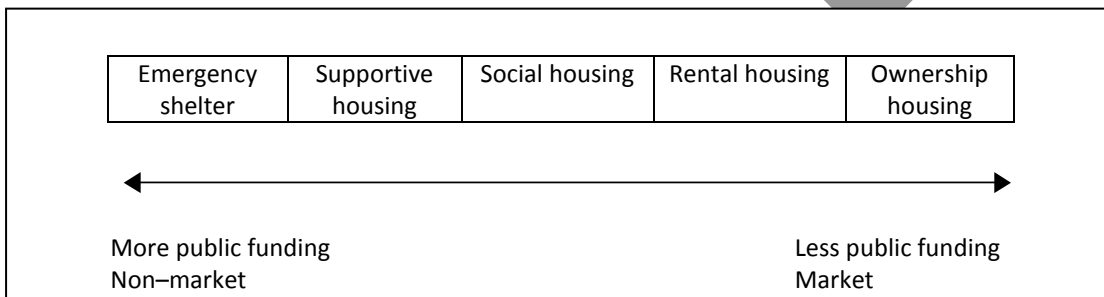 Emergency shelter
Supportive housing
Social housing
Rental housing
Ownership housing
More public funding
Non–market
Less public funding
Market